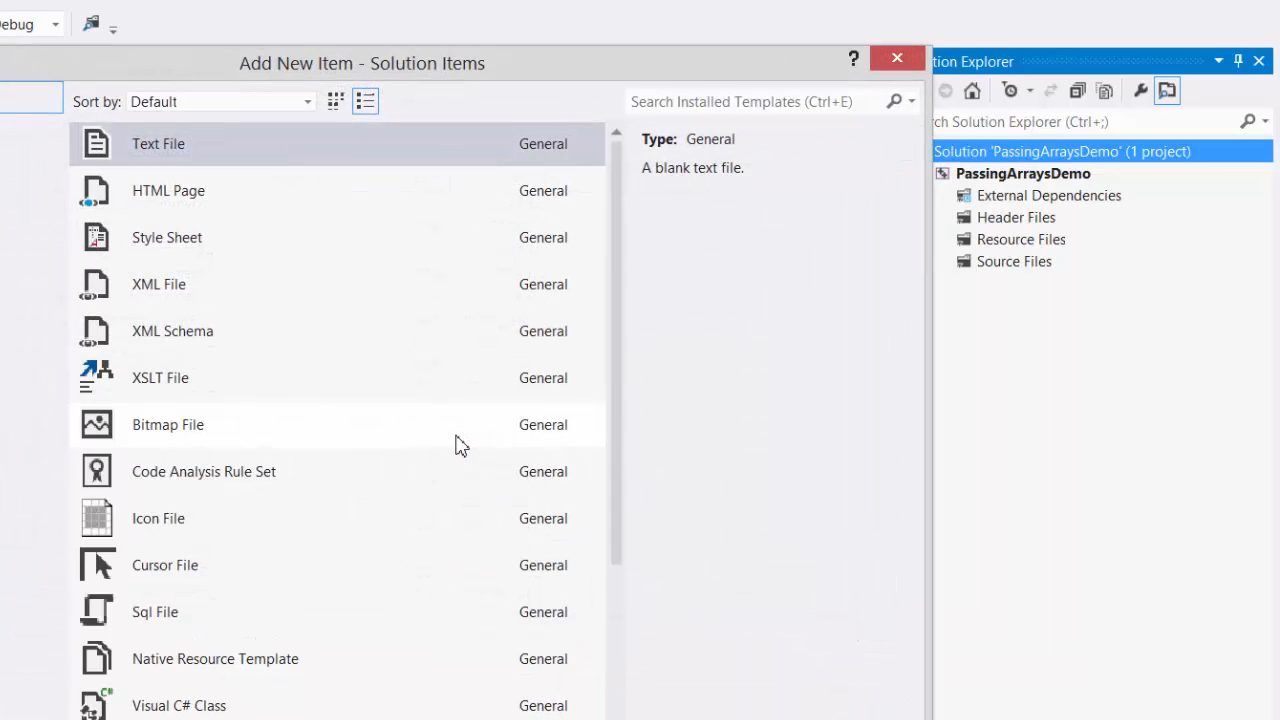 Debug
Add New Item - Solution Items
?
Sort by: Default
Search Installed Templates (Ctrl+E)
Text File General
HTML Page General
Style Sheet General
XML File General
XML Schema General
XSLT File General
Bitmap File General
Code Analysis Rule Set General
Icon File General
Cursor File General
Sql File General
Native Resource Template General
C#
Visual C# Class General
Type: General
A blank text file.
tion Explorer
ch Solution Explorer (Ctrl+;)
Solution 'PassingArraysDemo' (1 project)
PassingArraysDemo
External Dependencies
Header Files
Resource Files
Source Files